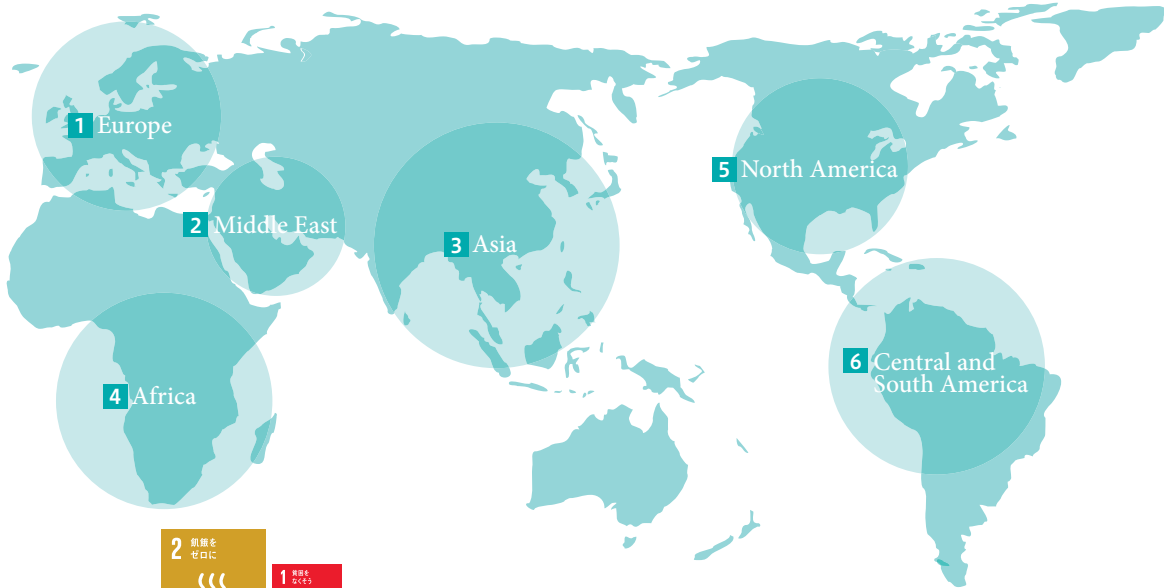 1 Europe
2 Middle East
3 Asia
4 Africa
5 North America
6 Central and
South America
2 飢餓を
ゼロに
1 貧困を
なくそう